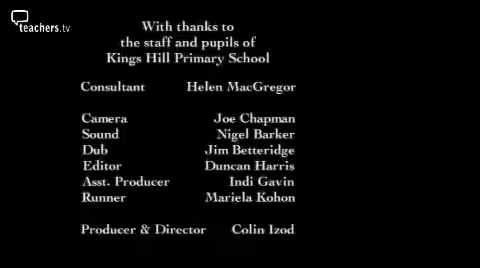 teachers.tv
With thanks to
the staff and pupils of
Kings Hill Primary School
Consultant Helen MacGregor
Camera Joe Chapman
Sound Nigel Barker
Dub Jim Betteridge
Editor Duncan Harris
Asst. Producer Indi Gavin
Runner Mariela Kohon
Producer & Director Colin Izod